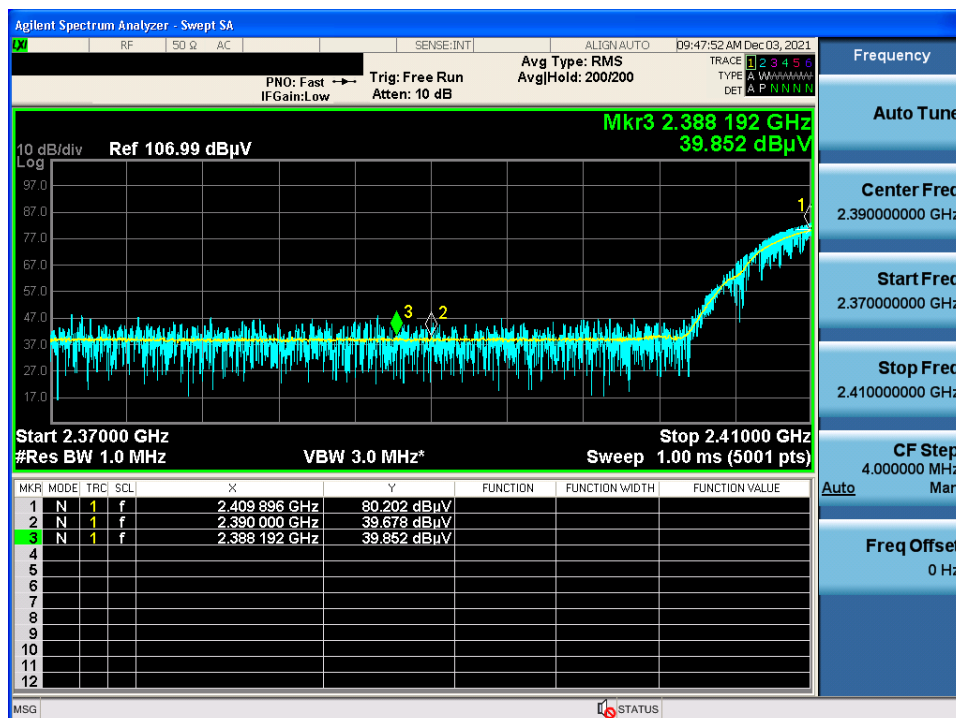 Agilent Spectrum Analyzer - Swept SA
LXI RF 50 Ω AC SENSE:INT ALIGN AUTO 09:47:52 AM Dec 03, 2021
Frequency
PNO: Fast
IFGain:Low
Trig: Free Run
Atten: 10 dB
Avg Type: RMS
Avg|Hold: 200/200
TRACE 1 2 3 4 5 6
TYPE A WWWWW
DET A P N N N N
Mkr3 2.388 192 GHz
39.852 dBµV
10 dB/div Ref 106.99 dBµV
Log
97.0
87.0
77.0
67.0
57.0
47.0
37.0
27.0
17.0
1
3
2
Start 2.37000 GHz Stop 2.41000 GHz
#Res BW 1.0 MHz VBW 3.0 MHz* Sweep 1.00 ms (5001 pts)
MKR MODE TRC SCL X Y FUNCTION FUNCTION WIDTH FUNCTION VALUE
1 N 1 f 2.409 896 GHz 80.202 dBµV
2 N 1 f 2.390 000 GHz 39.678 dBµV
3 N 1 f 2.388 192 GHz 39.852 dBµV
4
5
6
7
8
9
10
11
12
MSG STATUS
Auto Tune
Center Freq
2.390000000 GHz
Start Freq
2.370000000 GHz
Stop Freq
2.410000000 GHz
CF Step
4.000000 MHz
Auto Man
Freq Offset
0 Hz